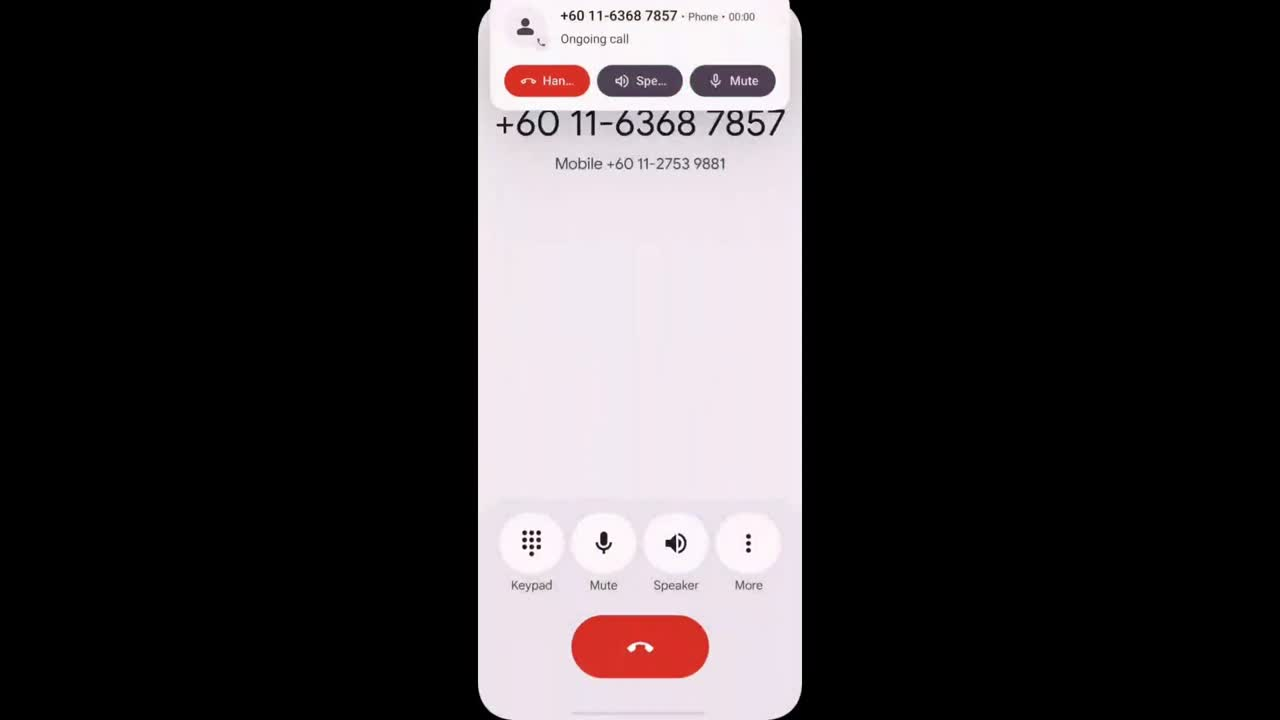 +60 11-6368 7857 • Phone • 00:00
Ongoing call
Han... Spe... Mute
+60 11-6368 7857
Mobile +60 11-2753 9881
Keypad Mute Speaker More